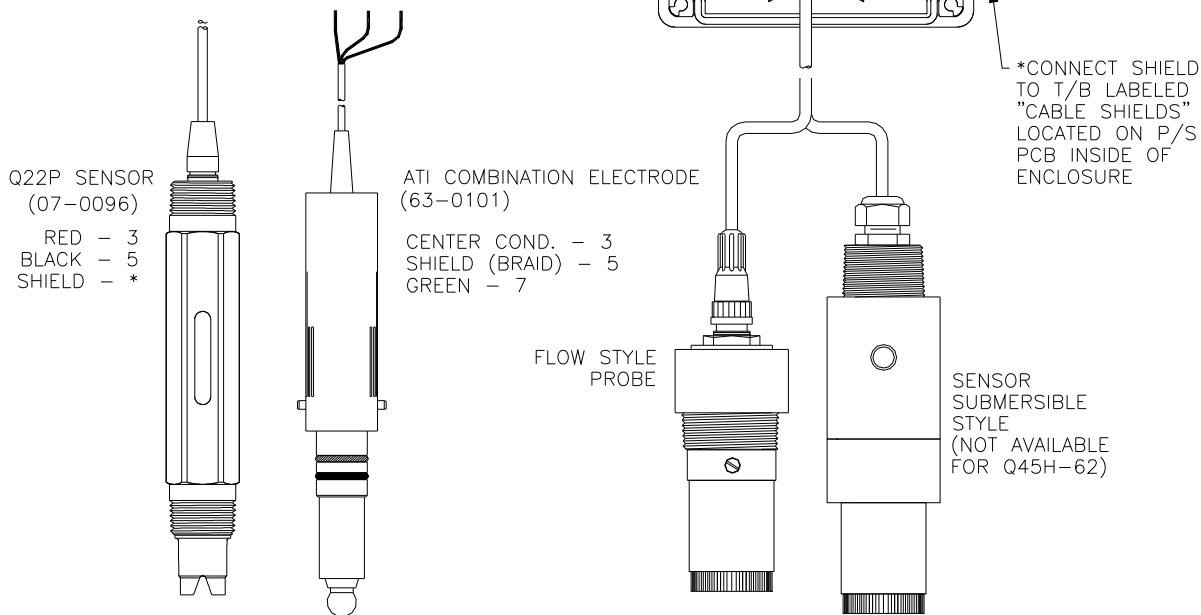 *CONNECT SHIELD
TO T/B LABELED
"CABLE SHIELDS"
LOCATED ON P/S
PCB INSIDE OF
ENCLOSURE
Q22P SENSOR
(07-0096)
RED - 3
BLACK - 5
SHIELD - *
ATI COMBINATION ELECTRODE
(63-0101)
CENTER COND. - 3
SHIELD (BRAID) - 5
GREEN - 7
FLOW STYLE
PROBE
SENSOR
SUBMERSIBLE
STYLE
(NOT AVAILABLE
FOR Q45H-62)